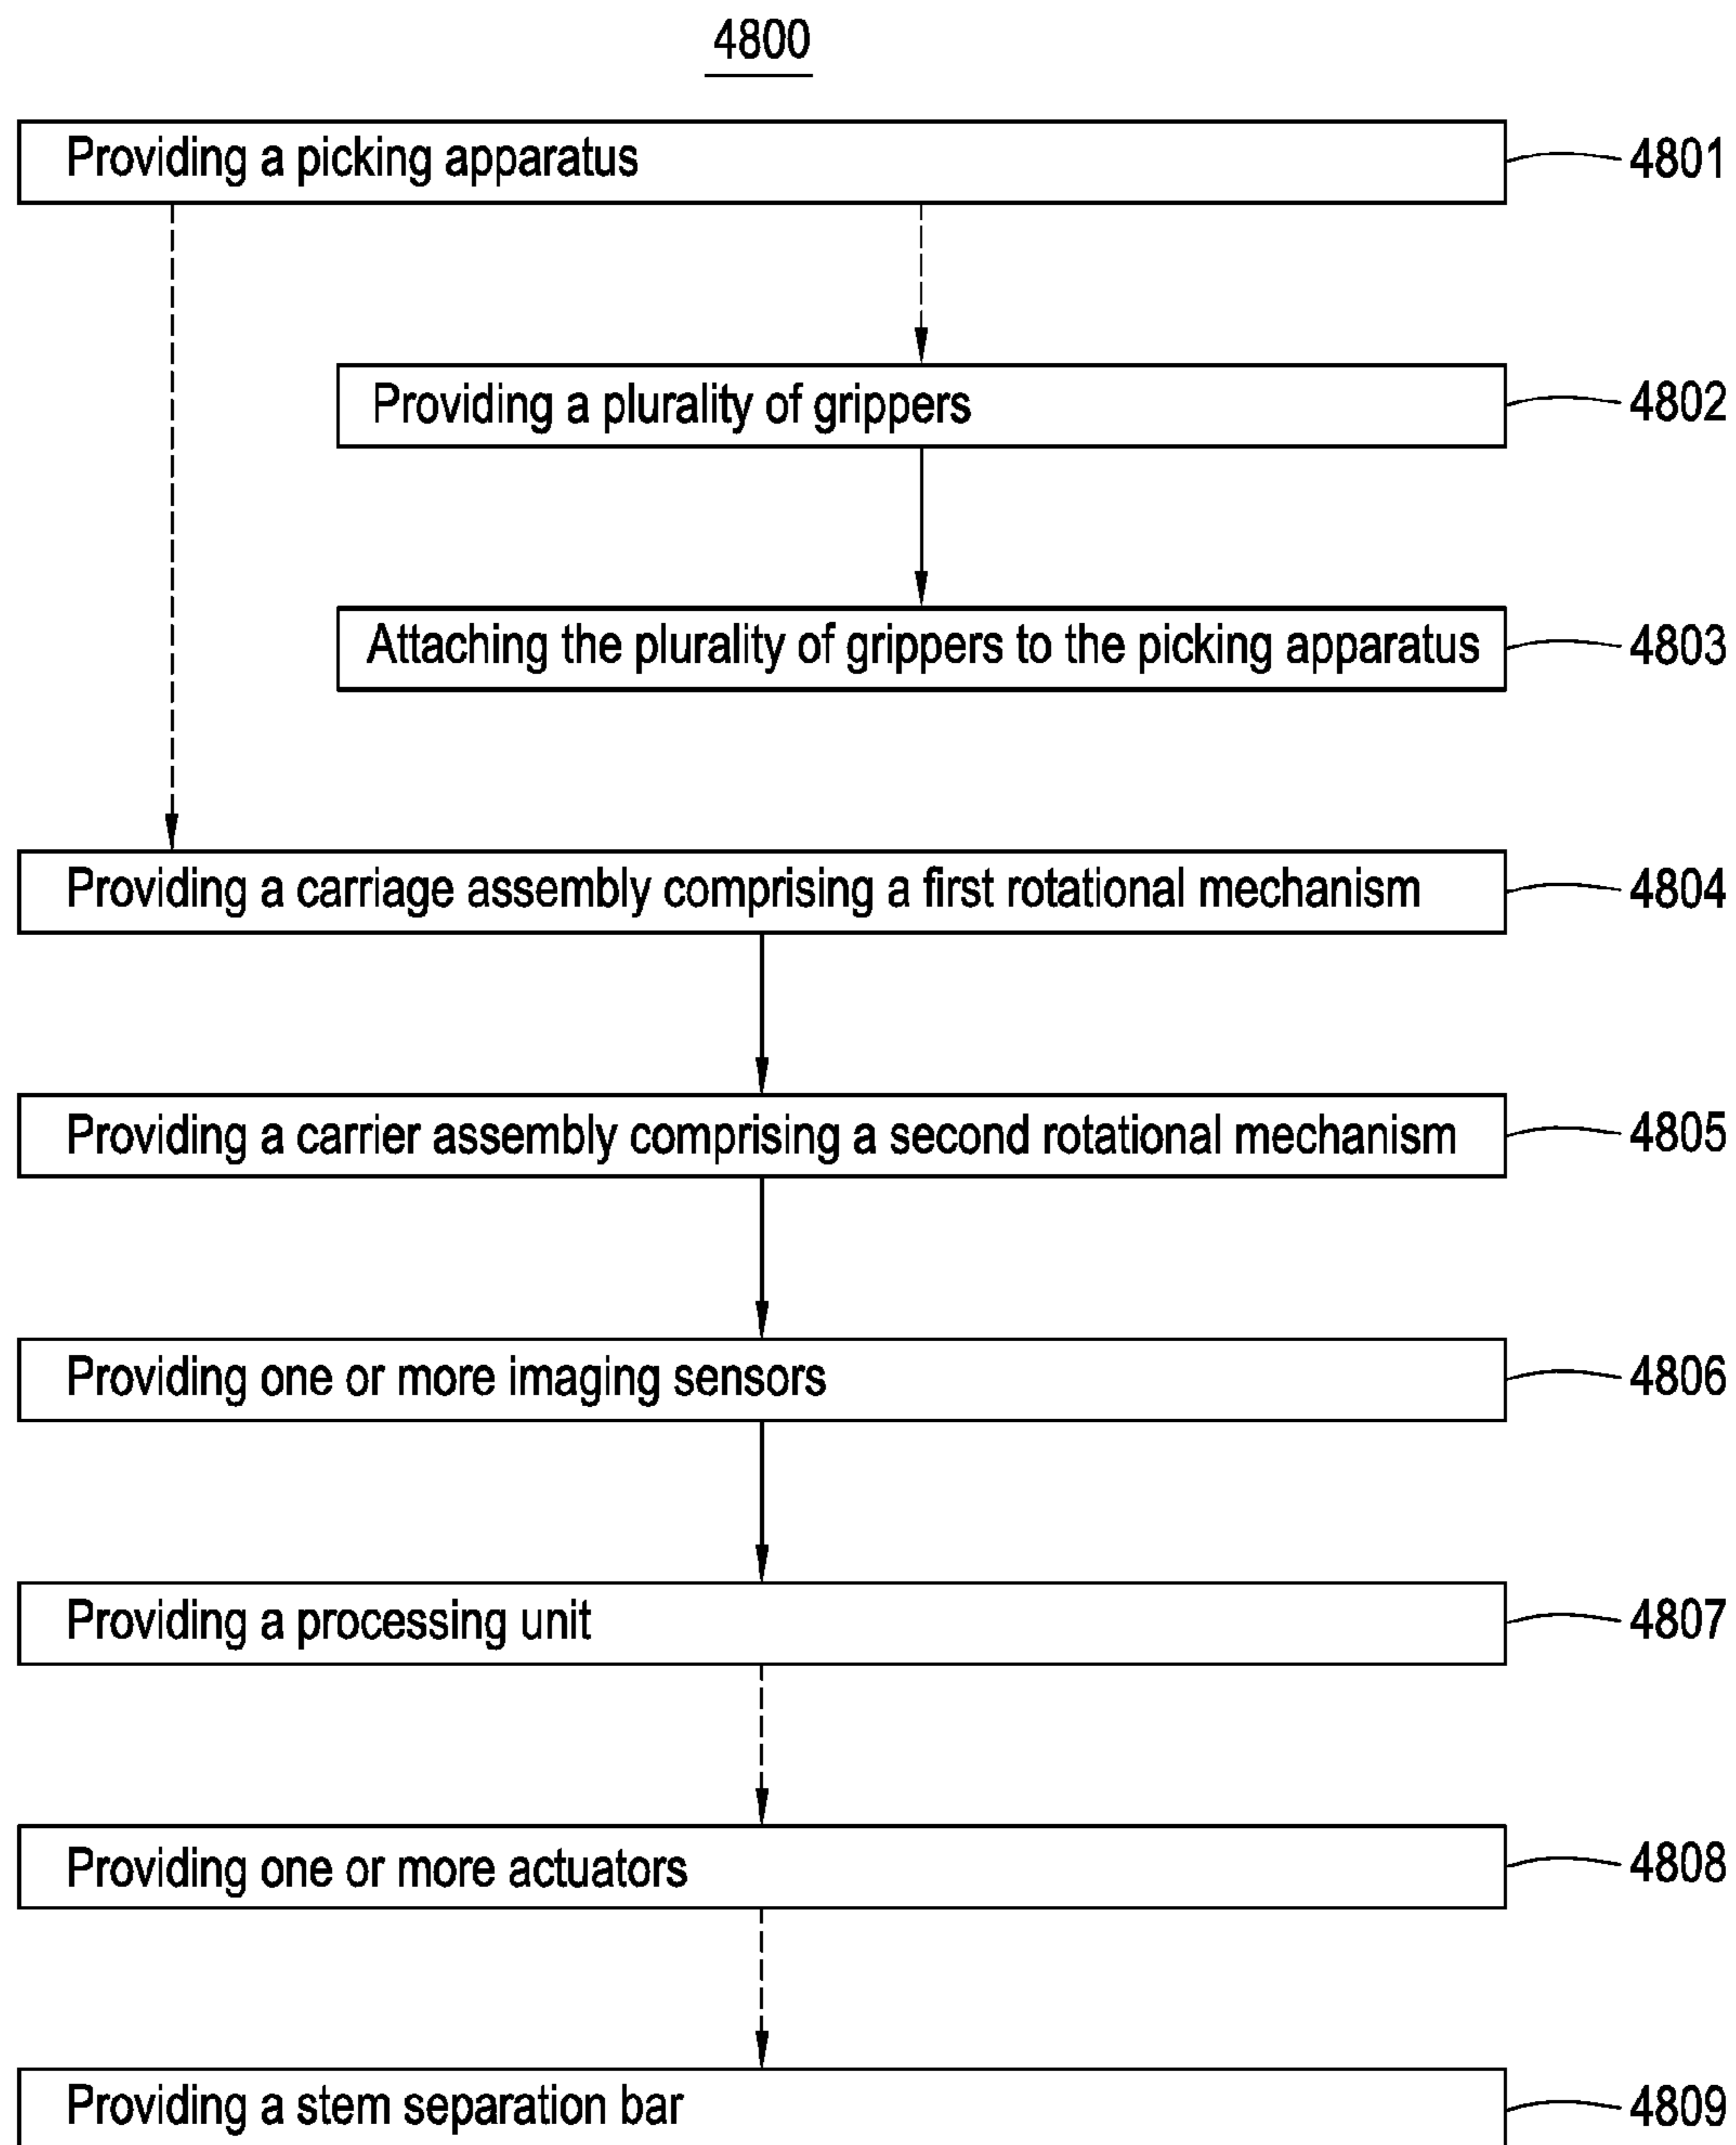 4800
Providing a picking apparatus 4801
Providing a plurality of grippers 4802
Attaching the plurality of grippers to the picking apparatus 4803
Providing a carriage assembly comprising a first rotational mechanism 4804
Providing a carrier assembly comprising a second rotational mechanism 4805
Providing one or more imaging sensors 4806
Providing a processing unit 4807
Providing one or more actuators 4808
Providing a stem separation bar 4809